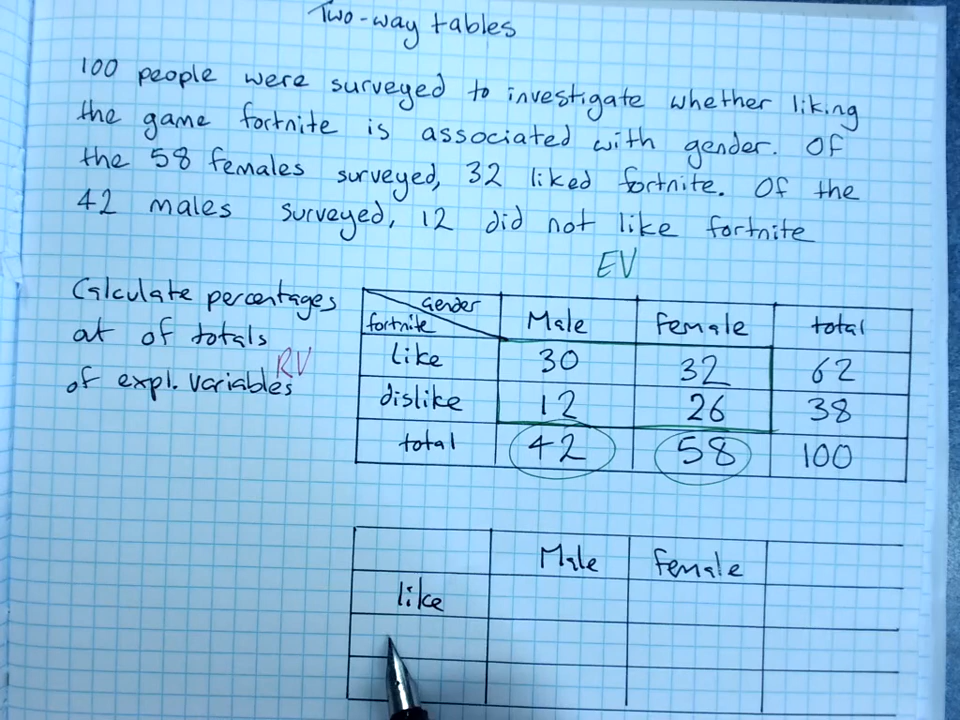 Two-way tables
100 people were surveyed to investigate whether liking
the game fortnite is associated with gender. Of
the 58 females surveyed, 32 liked fortnite. Of the
42 males surveyed, 12 did not like fortnite
EV
Calculate percentages
at of totals
RV
of expl. variables
gender
fortnite Male female total
like 30 32 62
dislike 12 26 38
total 42 58 100
Male female
like